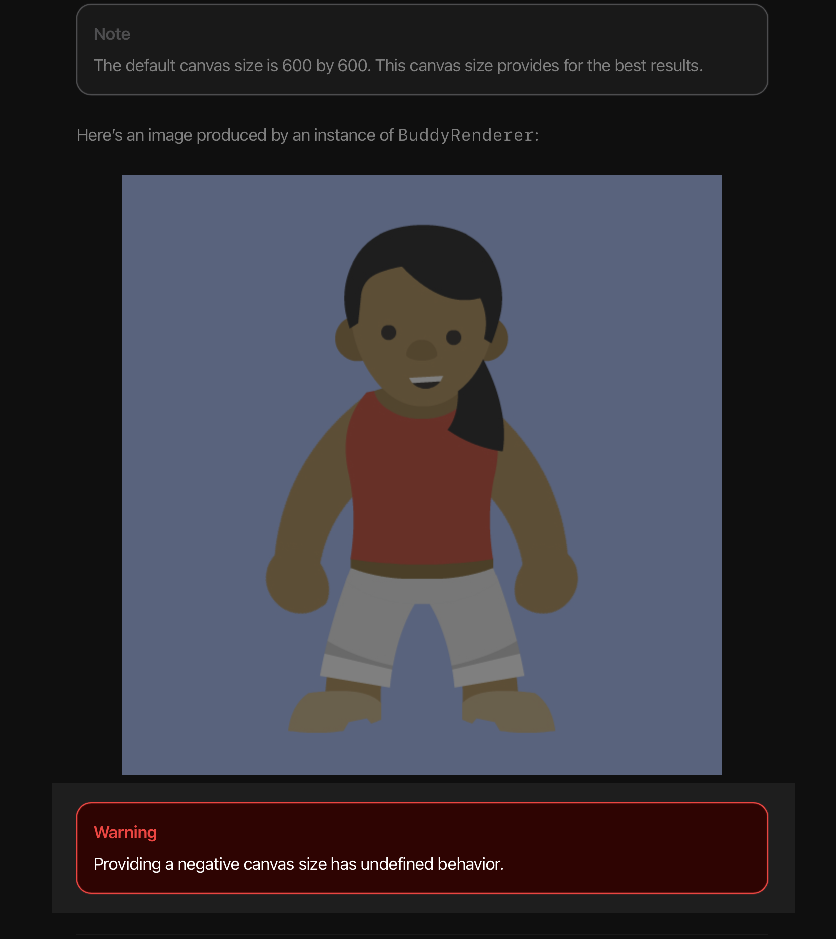 Note
The default canvas size is 600 by 600. This canvas size provides for the best results.
Here’s an image produced by an instance of BuddyRenderer:
Warning
Providing a negative canvas size has undefined behavior.